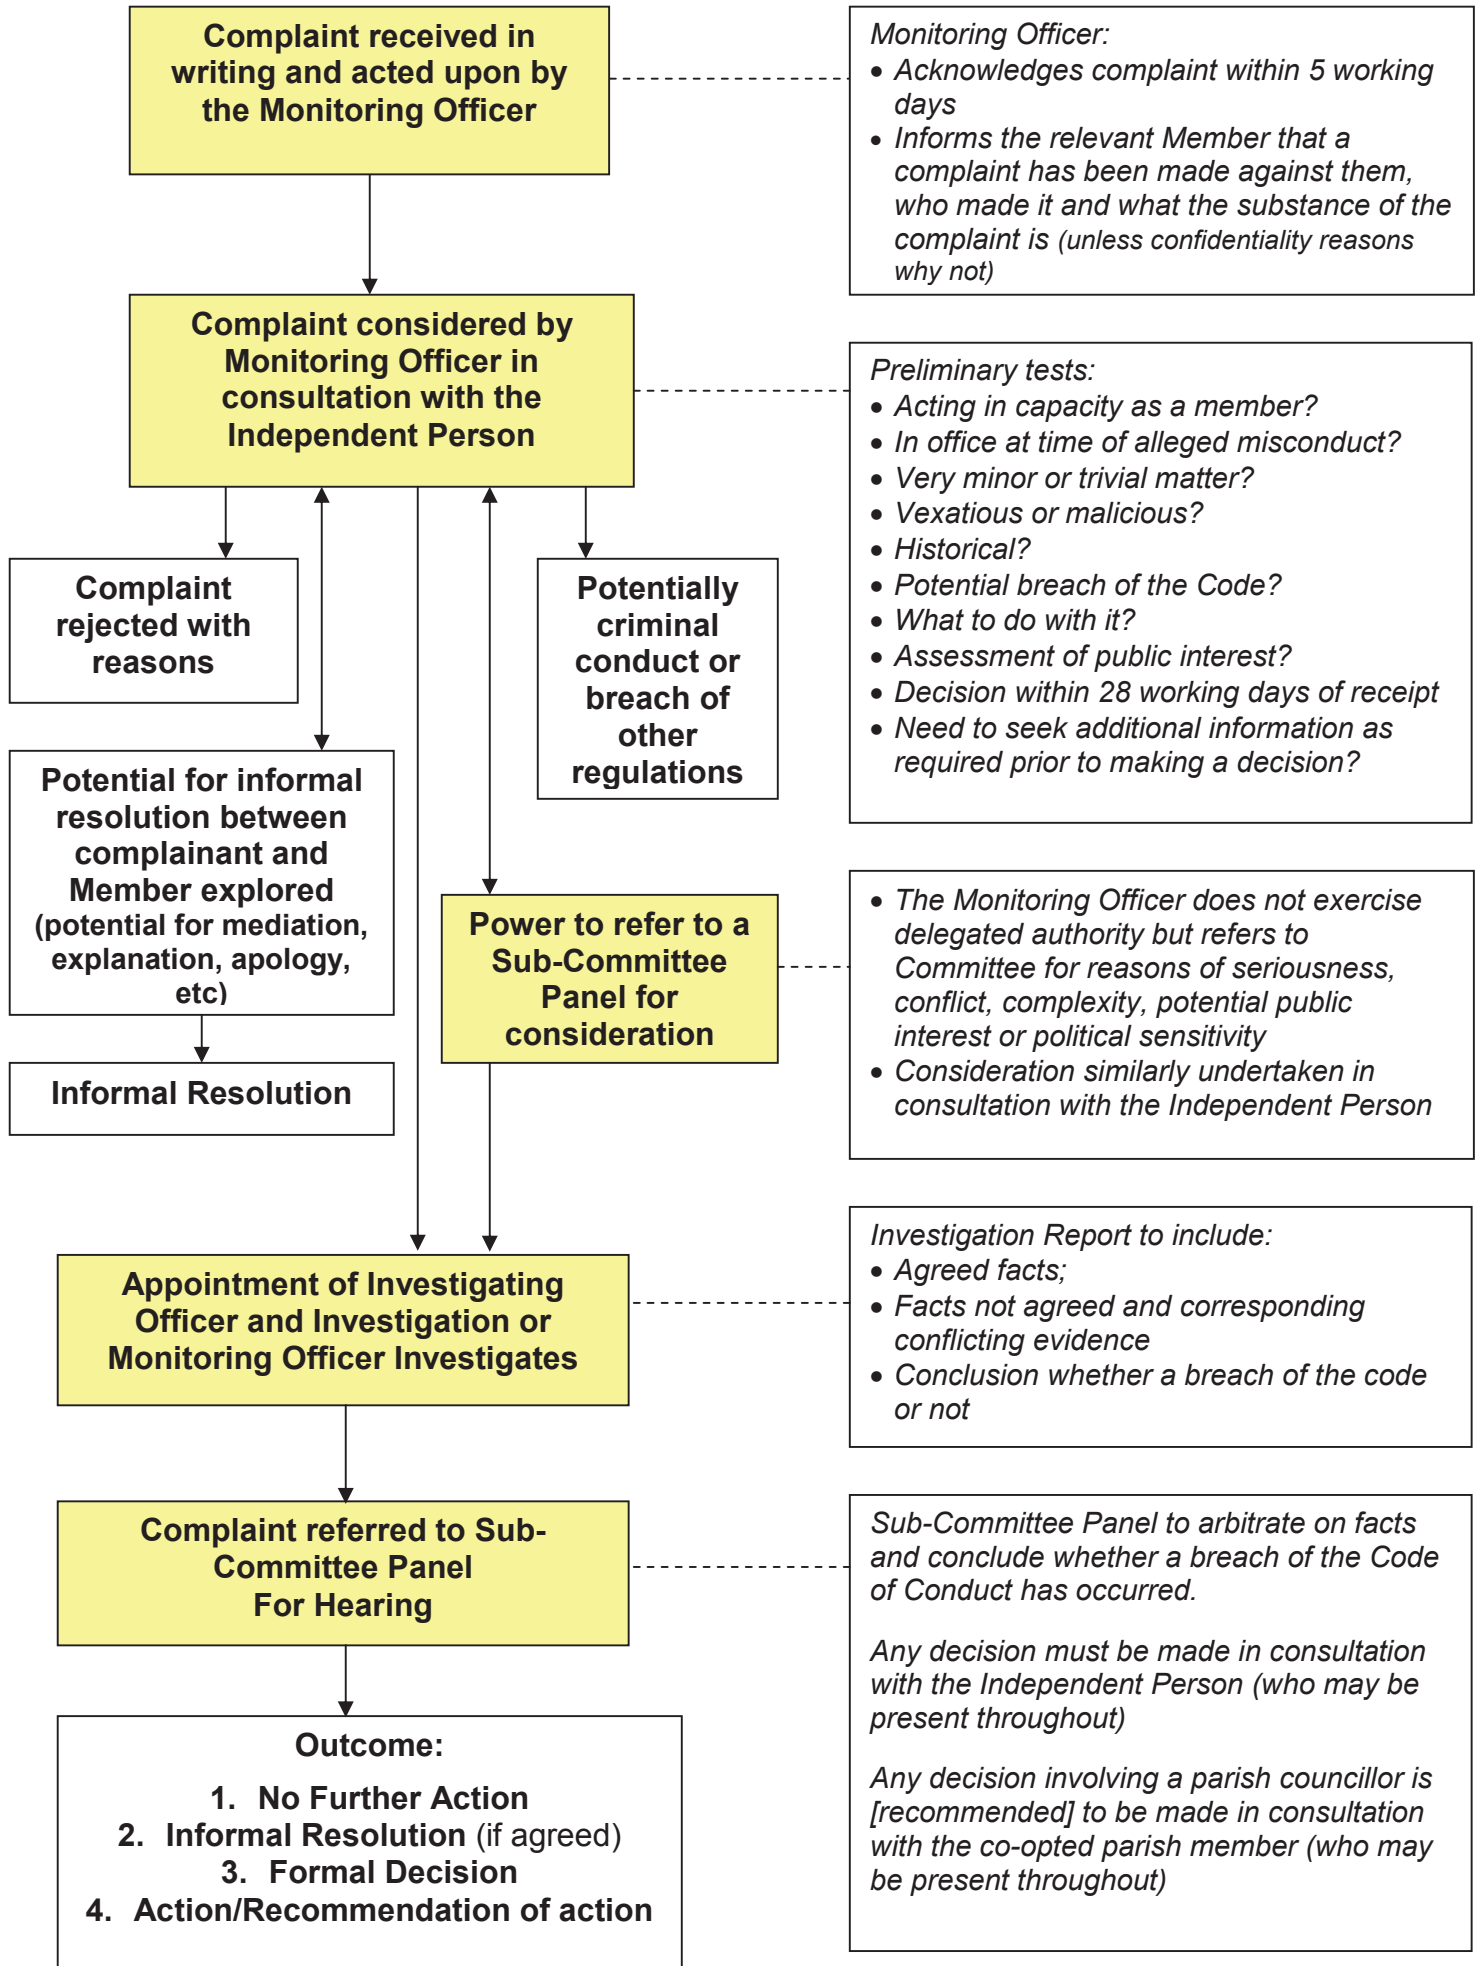 Complaint received in
writing and acted upon by
the Monitoring Officer
Monitoring Officer:
• Acknowledges complaint within 5 working
days
• Informs the relevant Member that a
complaint has been made against them,
who made it and what the substance of the
complaint is (unless confidentiality reasons
why not)
Complaint considered by
Monitoring Officer in
consultation with the
Independent Person
Preliminary tests:
• Acting in capacity as a member?
• In office at time of alleged misconduct?
• Very minor or trivial matter?
• Vexatious or malicious?
• Historical?
• Potential breach of the Code?
• What to do with it?
• Assessment of public interest?
• Decision within 28 working days of receipt
• Need to seek additional information as
required prior to making a decision?
Complaint
rejected with
reasons
Potentially
criminal
conduct or
breach of
other
regulations
Potential for informal
resolution between
complainant and
Member explored
(potential for mediation,
explanation, apology,
etc)
Informal Resolution
Power to refer to a
Sub-Committee
Panel for
consideration
• The Monitoring Officer does not exercise
delegated authority but refers to
Committee for reasons of seriousness,
conflict, complexity, potential public
interest or political sensitivity
• Consideration similarly undertaken in
consultation with the Independent Person
Appointment of Investigating
Officer and Investigation or
Monitoring Officer Investigates
Investigation Report to include:
• Agreed facts;
• Facts not agreed and corresponding
conflicting evidence
• Conclusion whether a breach of the code
or not
Complaint referred to Sub-
Committee Panel
For Hearing
Sub-Committee Panel to arbitrate on facts
and conclude whether a breach of the Code
of Conduct has occurred.
Any decision must be made in consultation
with the Independent Person (who may be
present throughout)
Any decision involving a parish councillor is
[recommended] to be made in consultation
with the co-opted parish member (who may
be present throughout)
Outcome:
1. No Further Action
2. Informal Resolution (if agreed)
3. Formal Decision
4. Action/Recommendation of action